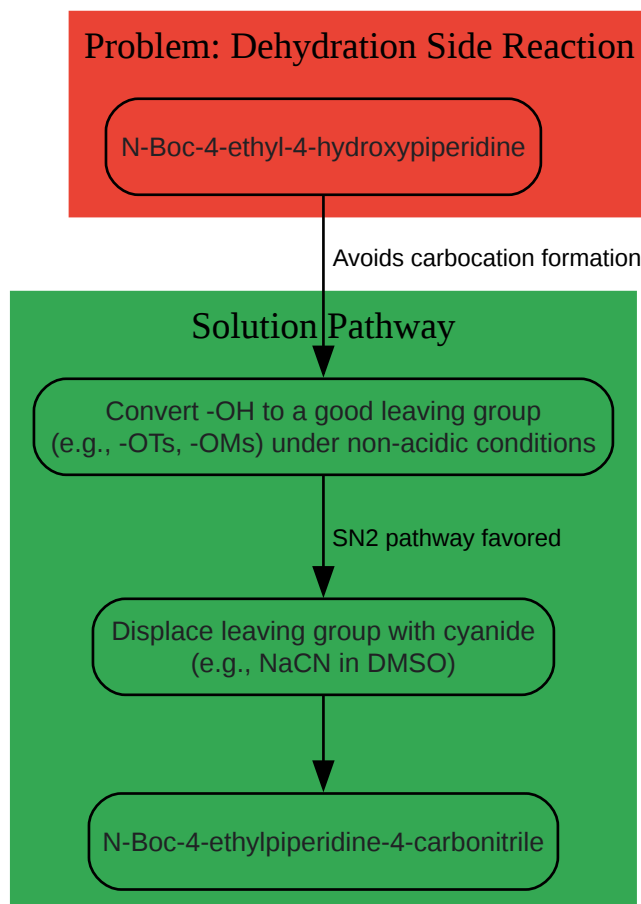 Problem: Dehydration Side Reaction
N-Boc-4-ethyl-4-hydroxypiperidine
Avoids carbocation formation
Solution Pathway
Convert -OH to a good leaving group
(e.g., -OTs, -OMs) under non-acidic conditions
SN2 pathway favored
Displace leaving group with cyanide
(e.g., NaCN in DMSO)
N-Boc-4-ethylpiperidine-4-carbonitrile